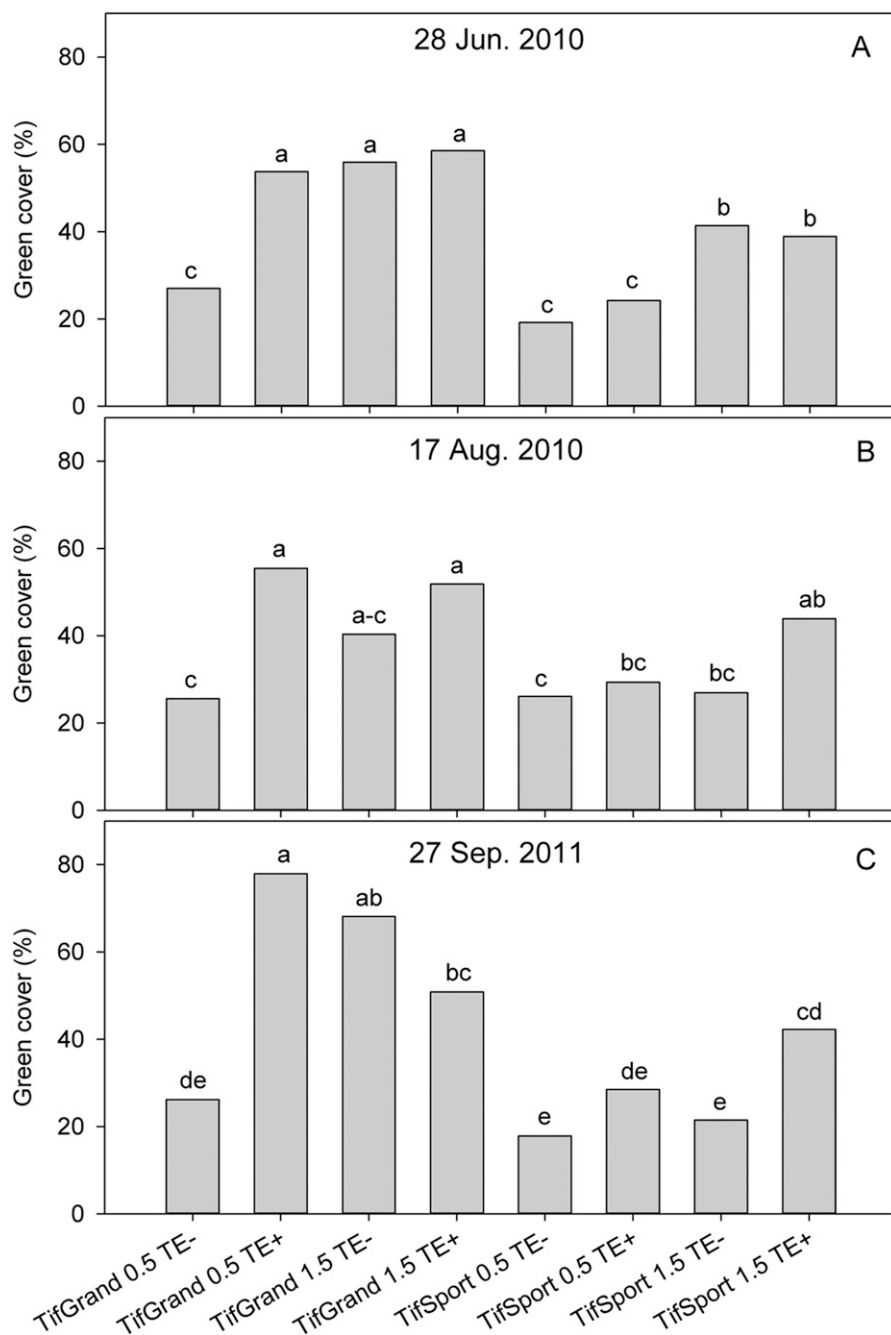 28 Jun. 2010
A
Green cover (%)
80
60
40
20
0
c
a
a
a
c
c
b
b
17 Aug. 2010
B
Green cover (%)
80
60
40
20
0
c
a
a-c
a
c
bc
bc
ab
27 Sep. 2011
C
Green cover (%)
80
60
40
20
0
de
a
ab
bc
e
de
e
cd
TifGrand 0.5 TE-
TifGrand 0.5 TE+
TifGrand 1.5 TE-
TifGrand 1.5 TE+
TifSport 0.5 TE-
TifSport 0.5 TE+
TifSport 1.5 TE-
TifSport 1.5 TE+